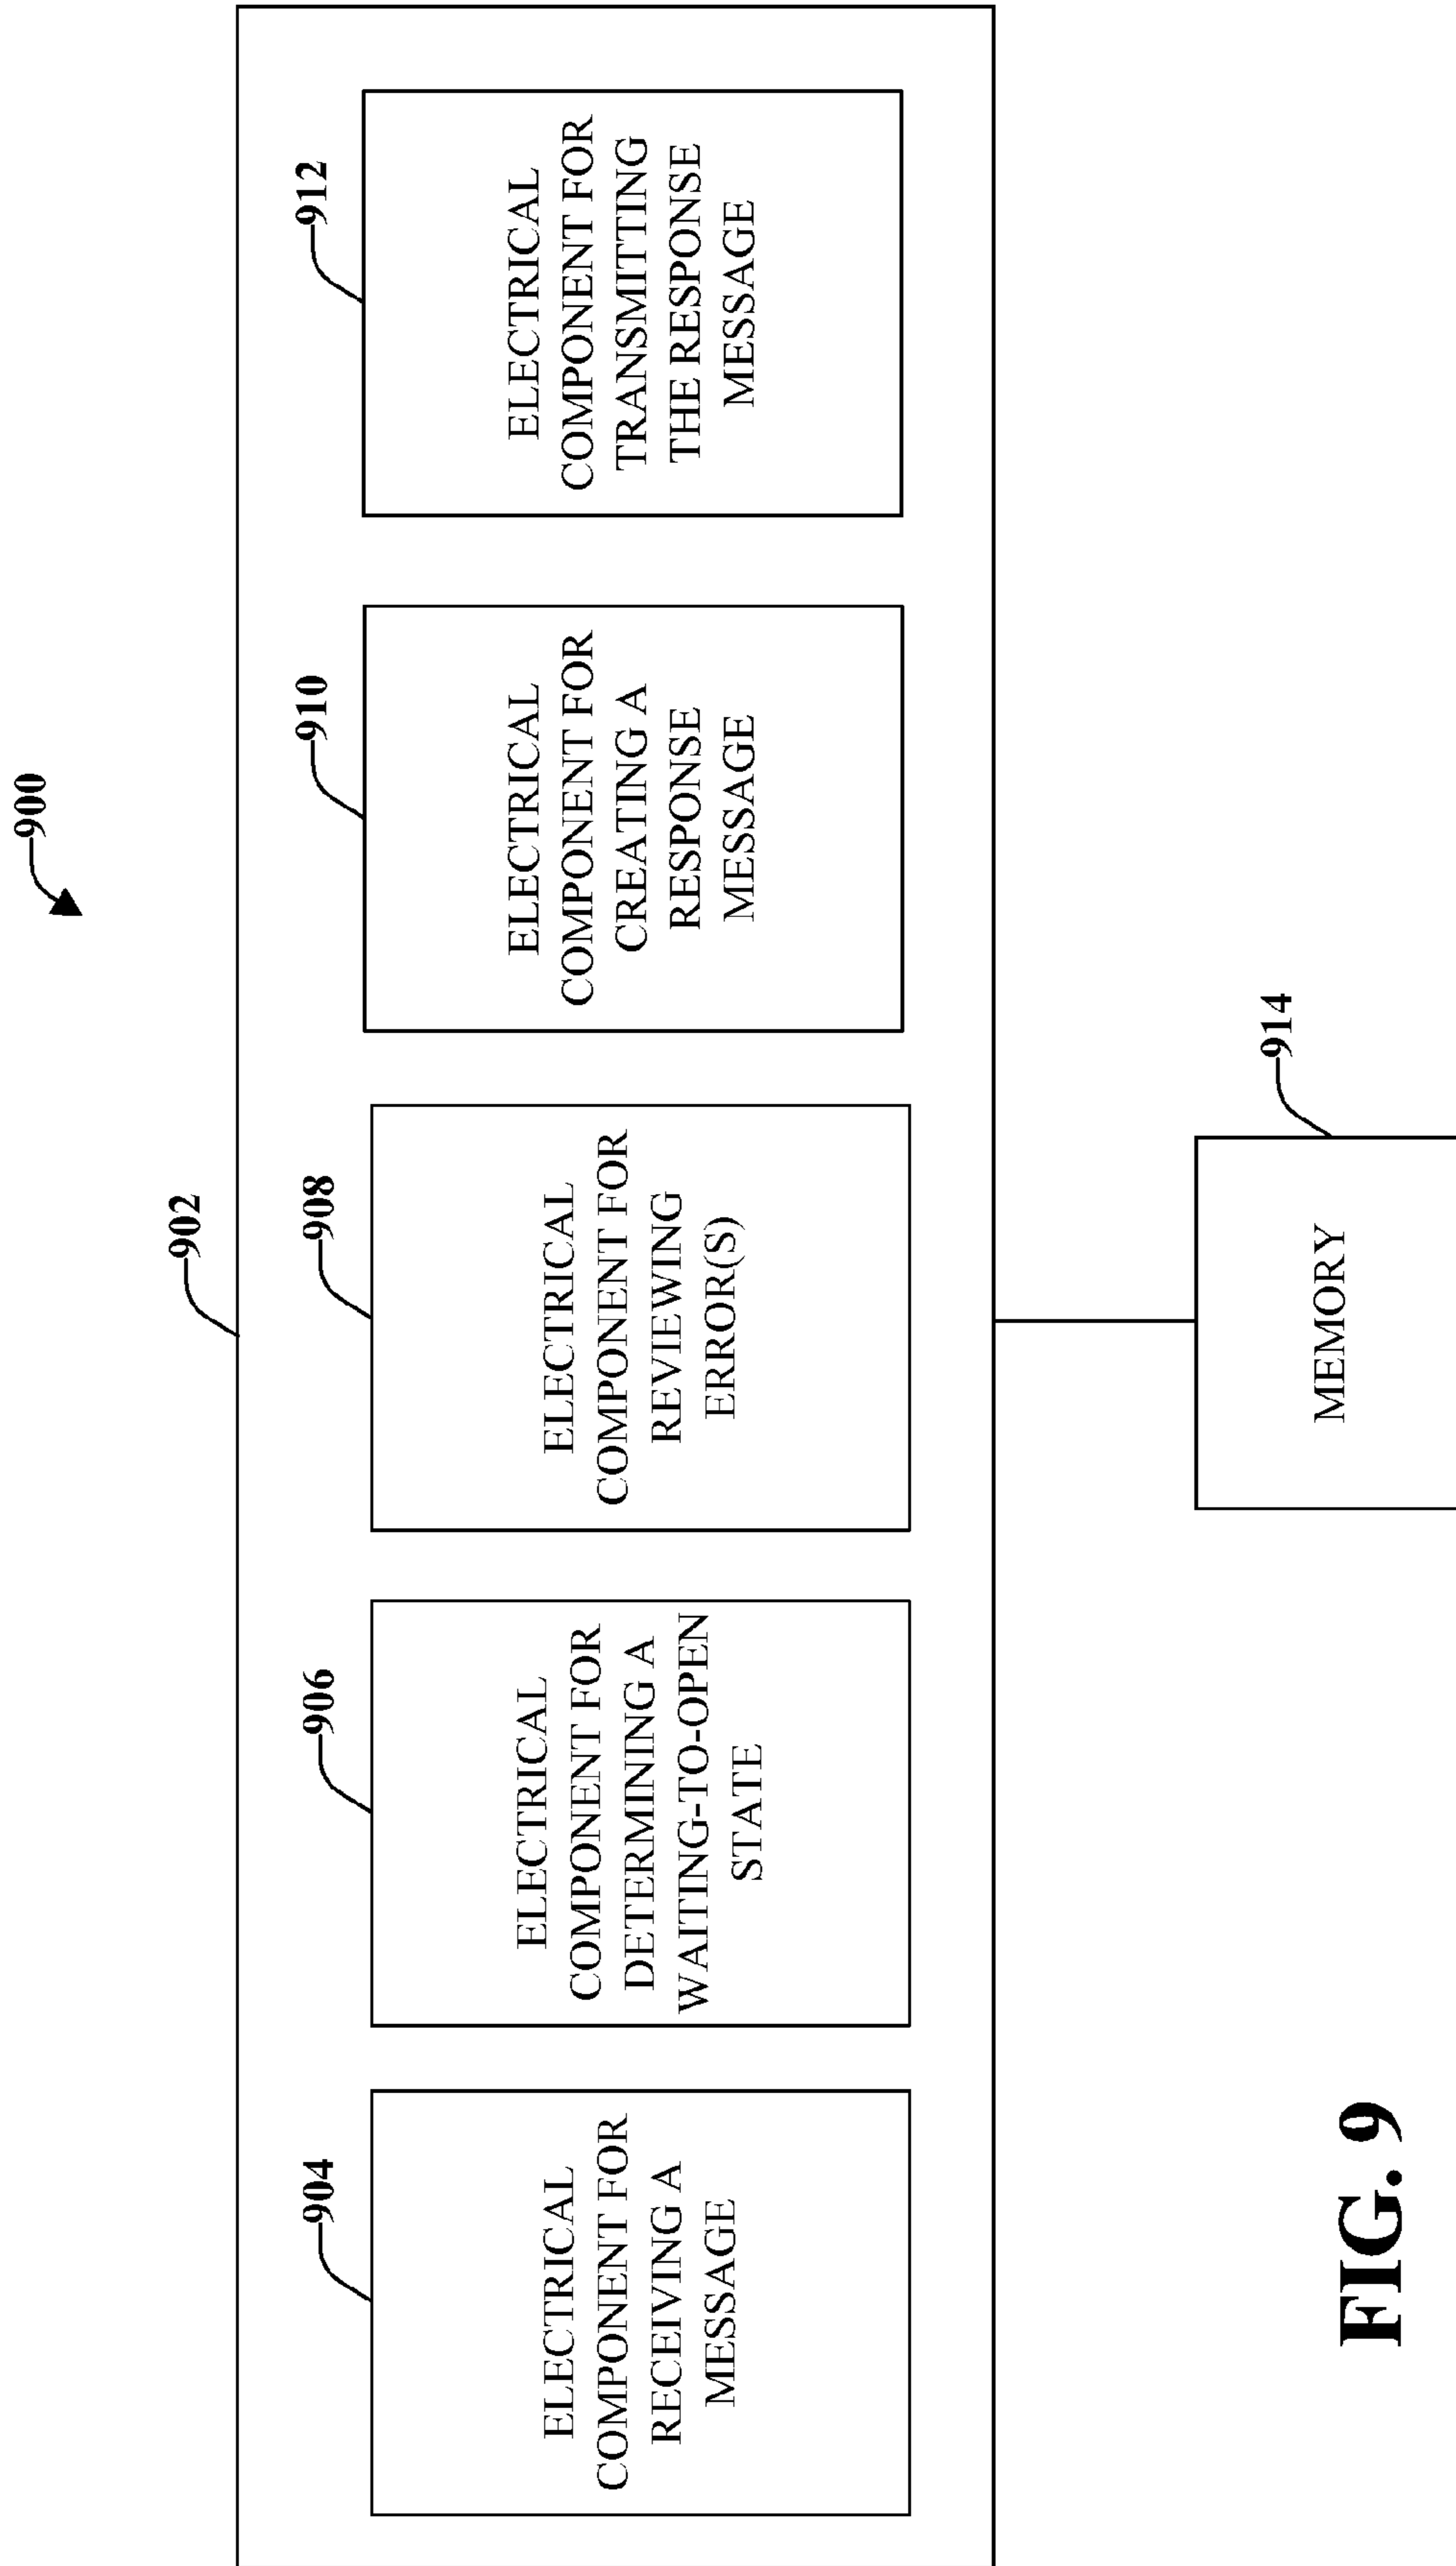 900
902
904
ELECTRICAL
COMPONENT FOR
RECEIVING A
MESSAGE
906
ELECTRICAL
COMPONENT FOR
DETERMINING A
WAITING-TO-OPEN
STATE
908
ELECTRICAL
COMPONENT FOR
REVIEWING
ERROR(S)
910
ELECTRICAL
COMPONENT FOR
CREATING A
RESPONSE
MESSAGE
912
ELECTRICAL
COMPONENT FOR
TRANSMITTING
THE RESPONSE
MESSAGE
914
MEMORY
FIG. 9